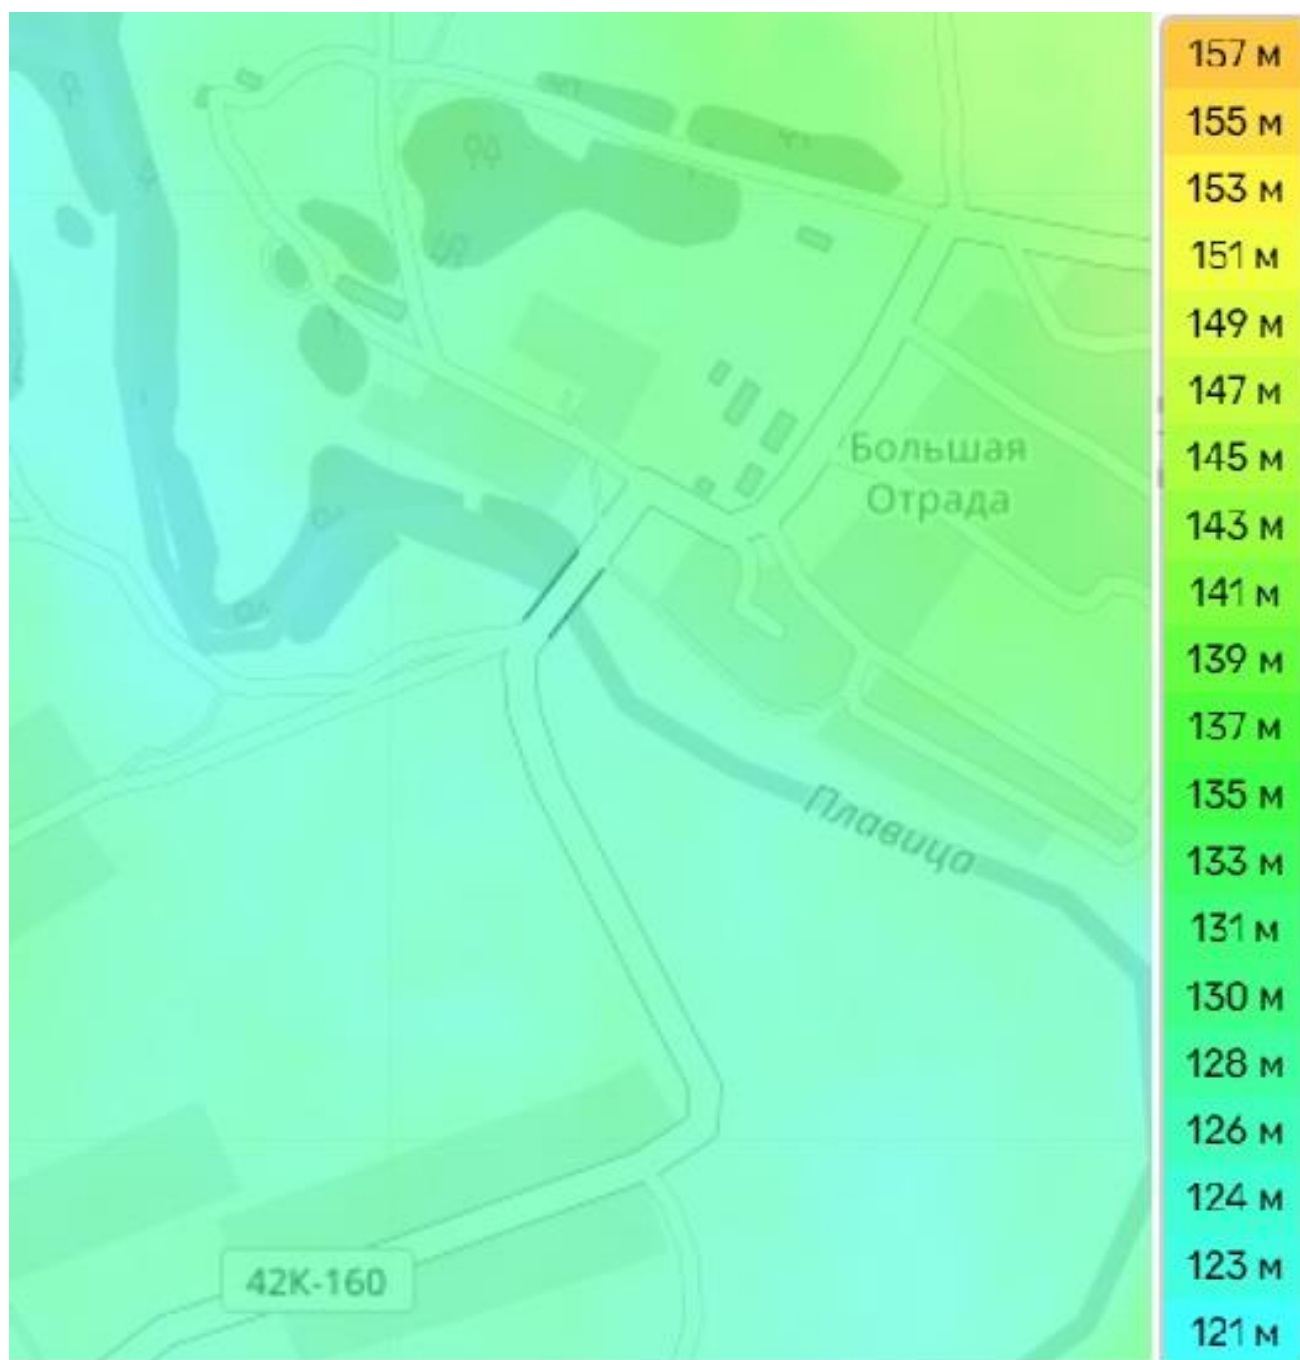 157 м
155 м
153 м
151 м
149 м
147 м
145 м
143 м
141 м
139 м
137 м
135 м
133 м
131 м
130 м
128 м
126 м
124 м
123 м
121 м
Большая
Отрада
Плавица
42К-160